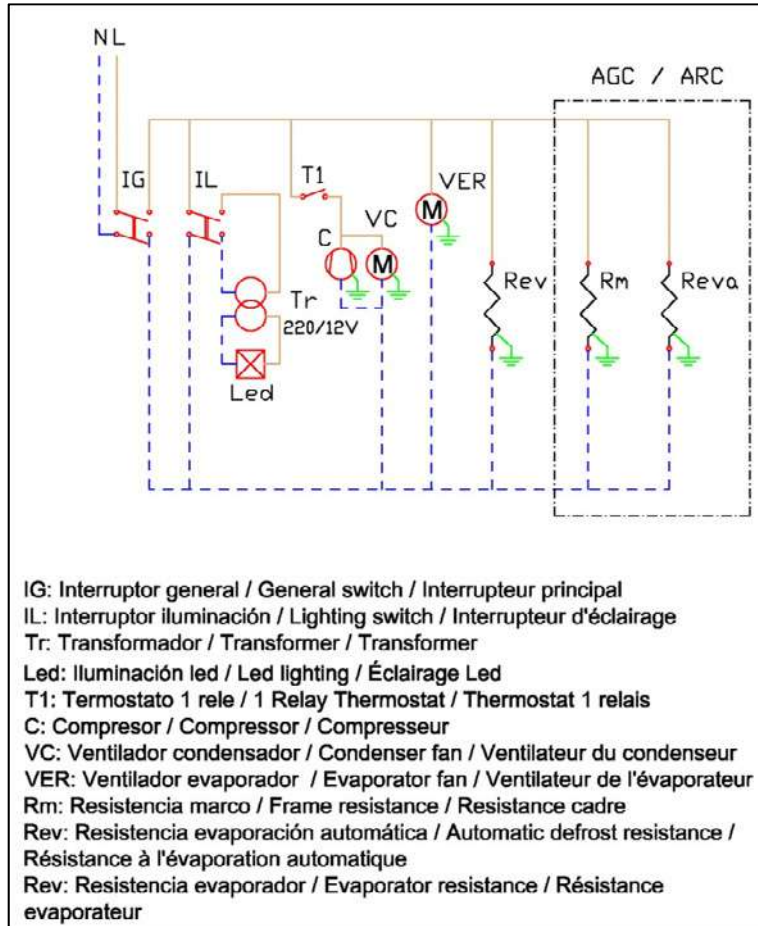 NL
AGC / ARC
IG
IL
T1
VER
M
C
VC
M
Rev
Rm
Reva
Tr
220/12V
Led
IG: Interruptor general / General switch / Interrupteur principal
IL: Interruptor iluminación / Lighting switch / Interrupteur d'éclairage
Tr: Transformador / Transformer / Transformer
Led: Iluminación led / Led lighting / Éclairage Led
T1: Termostato 1 rele / 1 Relay Thermostat / Thermostat 1 relais
C: Compresor / Compressor / Compresseur
VC: Ventilador condensador / Condenser fan / Ventilateur du condenseur
VER: Ventilador evaporador / Evaporator fan / Ventilateur de l'évaporateur
Rm: Resistencia marco / Frame resistance / Resistance cadre
Rev: Resistencia evaporación automática / Automatic defrost resistance /
Résistance à l'évaporation automatique
Rev: Resistencia evaporador / Evaporator resistance / Résistance
evaporateur